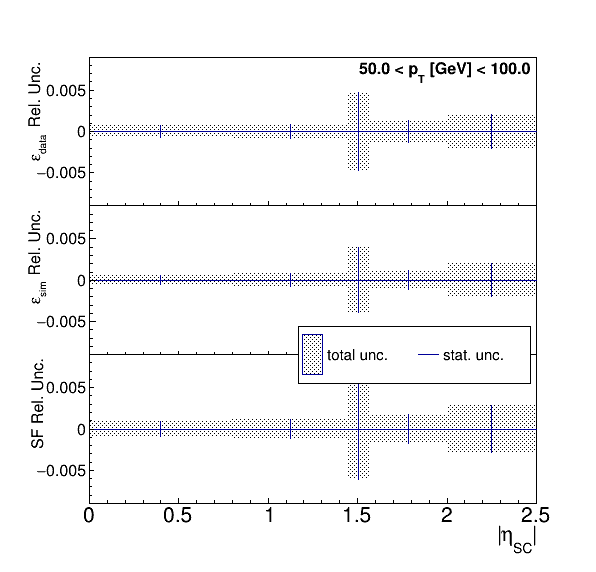 50.0 < p_T [GeV] < 100.0
ε_data Rel. Unc.
0.005
0
−0.005
ε_sim Rel. Unc.
0.005
0
−0.005
total unc. stat. unc.
SF Rel. Unc.
0.005
0
−0.005
0 0.5 1 1.5 2 2.5
|η_SC|